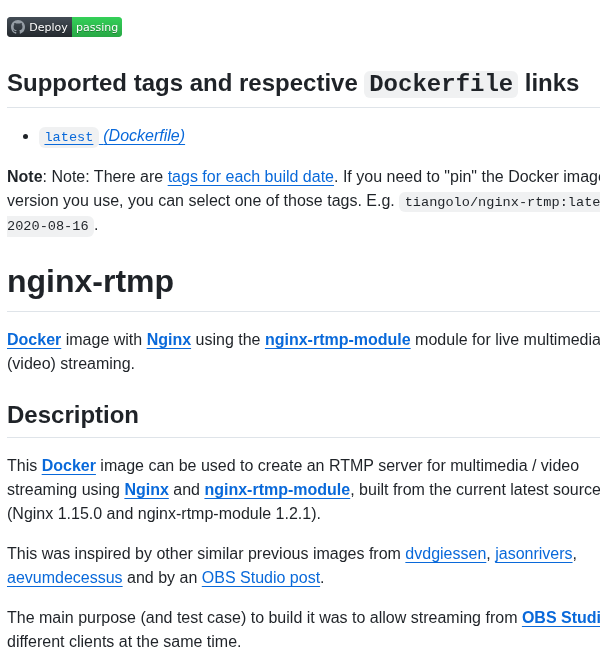 Deploy passing
Supported tags and respective Dockerfile links
latest (Dockerfile)
Note: Note: There are tags for each build date. If you need to "pin" the Docker image
version you use, you can select one of those tags. E.g. tiangolo/nginx-rtmp:late
2020-08-16.
nginx-rtmp
Docker image with Nginx using the nginx-rtmp-module module for live multimedia
(video) streaming.
Description
This Docker image can be used to create an RTMP server for multimedia / video
streaming using Nginx and nginx-rtmp-module, built from the current latest source
(Nginx 1.15.0 and nginx-rtmp-module 1.2.1).
This was inspired by other similar previous images from dvdgiessen, jasonrivers,
aevumdecessus and by an OBS Studio post.
The main purpose (and test case) to build it was to allow streaming from OBS Studi
different clients at the same time.